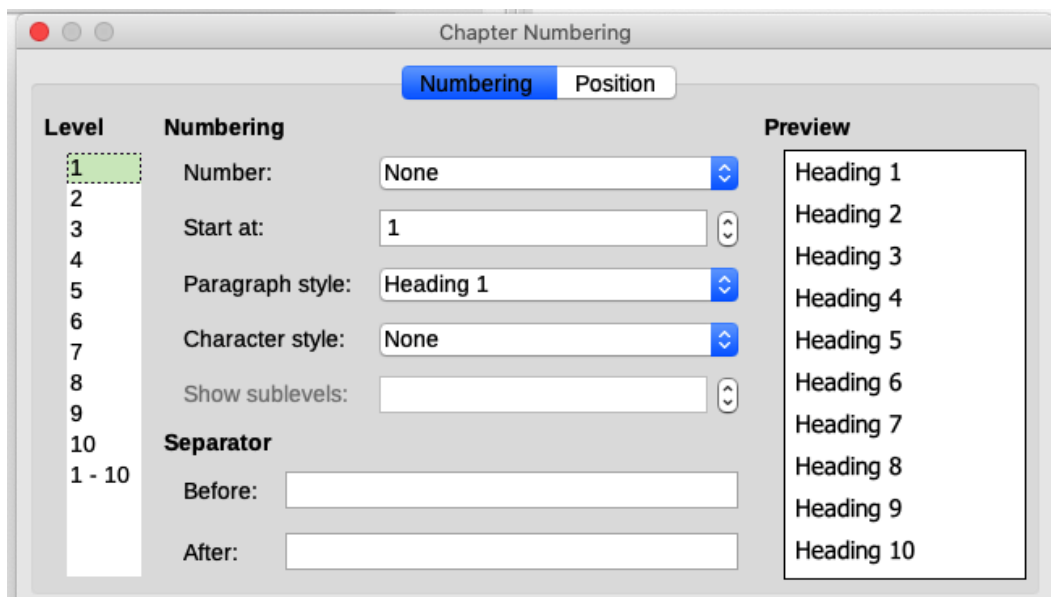 Chapter Numbering
Numbering Position
Level
1
2
3
4
5
6
7
8
9
10
1 - 10
Numbering
Number: None
Start at: 1
Paragraph style: Heading 1
Character style: None
Show sublevels:
Separator
Before:
After:
Preview
Heading 1
Heading 2
Heading 3
Heading 4
Heading 5
Heading 6
Heading 7
Heading 8
Heading 9
Heading 10